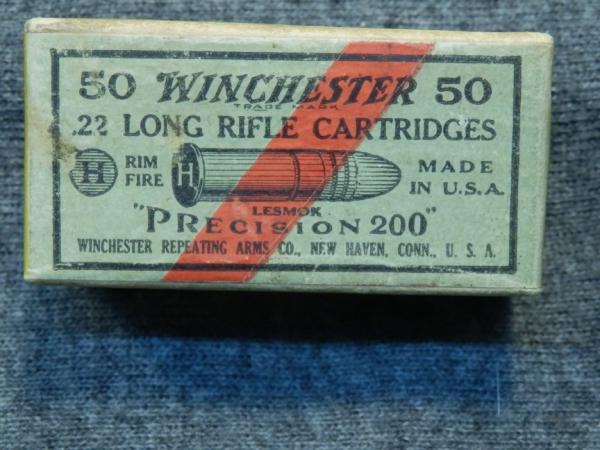 50 WINCHESTER 50
TRADE MARK
.22 LONG RIFLE CARTRIDGES
H RIM FIRE H MADE IN U.S.A.
LESMOK
"PRECISION 200"
WINCHESTER REPEATING ARMS CO., NEW HAVEN, CONN., U. S. A.